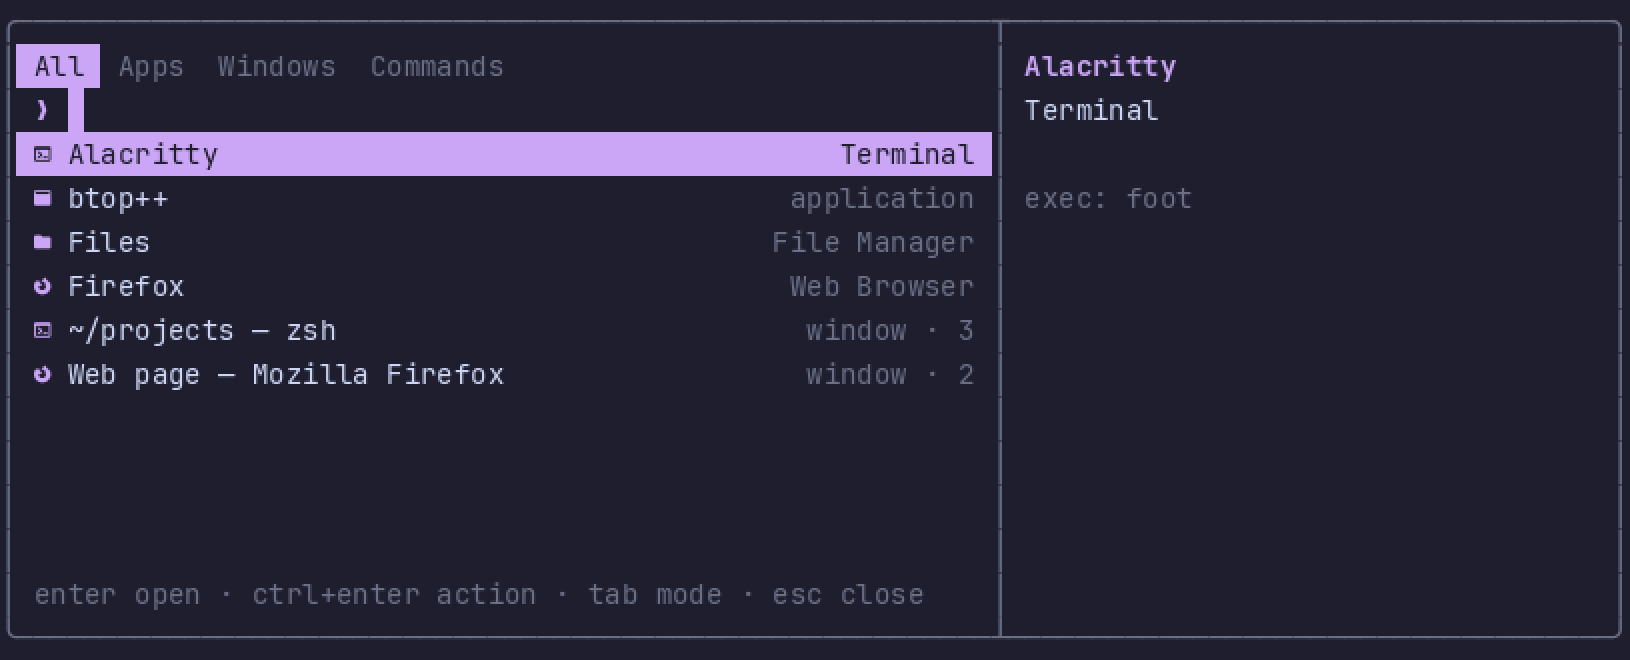 All Apps Windows Commands
❯
Alacritty Terminal
btop++ application
Files File Manager
Firefox Web Browser
~/projects — zsh window · 3
Web page — Mozilla Firefox window · 2
enter open · ctrl+enter action · tab mode · esc close
Alacritty
Terminal
exec: foot